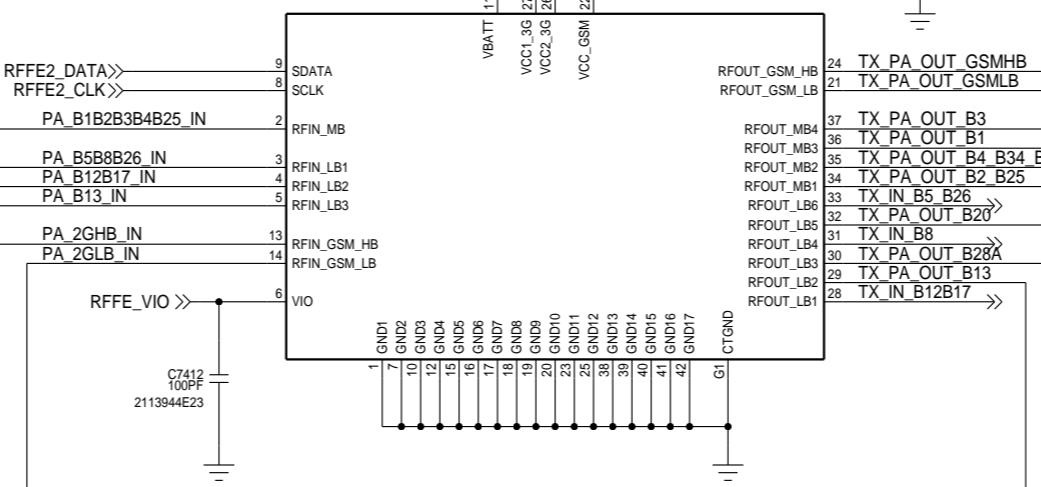 11 27 26 22
VBATT VCC1_3G VCC2_3G VCC_GSM
RFFE2_DATA 9 SDATA
RFFE2_CLK 8 SCLK
PA_B1B2B3B4B25_IN 2 RFIN_MB
PA_B5B8B26_IN 3 RFIN_LB1
PA_B12B17_IN 4 RFIN_LB2
PA_B13_IN 5 RFIN_LB3
PA_2GHB_IN 13 RFIN_GSM_HB
PA_2GLB_IN 14 RFIN_GSM_LB
RFFE_VIO 6 VIO
RFOUT_GSM_HB 24 TX_PA_OUT_GSMHB
RFOUT_GSM_LB 21 TX_PA_OUT_GSMLB
RFOUT_MB4 37 TX_PA_OUT_B3
RFOUT_MB3 36 TX_PA_OUT_B1
RFOUT_MB2 35 TX_PA_OUT_B4_B34_B
RFOUT_MB1 34 TX_PA_OUT_B2_B25
RFOUT_LB6 33 TX_IN_B5_B26
RFOUT_LB5 32 TX_PA_OUT_B20
RFOUT_LB4 31 TX_IN_B8
RFOUT_LB3 30 TX_PA_OUT_B28A
RFOUT_LB2 29 TX_PA_OUT_B13
RFOUT_LB1 28 TX_IN_B12B17
GND1 GND2 GND3 GND4 GND5 GND6 GND7 GND8 GND9 GND10 GND11 GND12 GND13 GND14 GND15 GND16 GND17 CTGND
1 7 10 12 15 16 17 18 19 20 23 25 38 39 40 41 42 G1
C7412
100PF
2113944E23